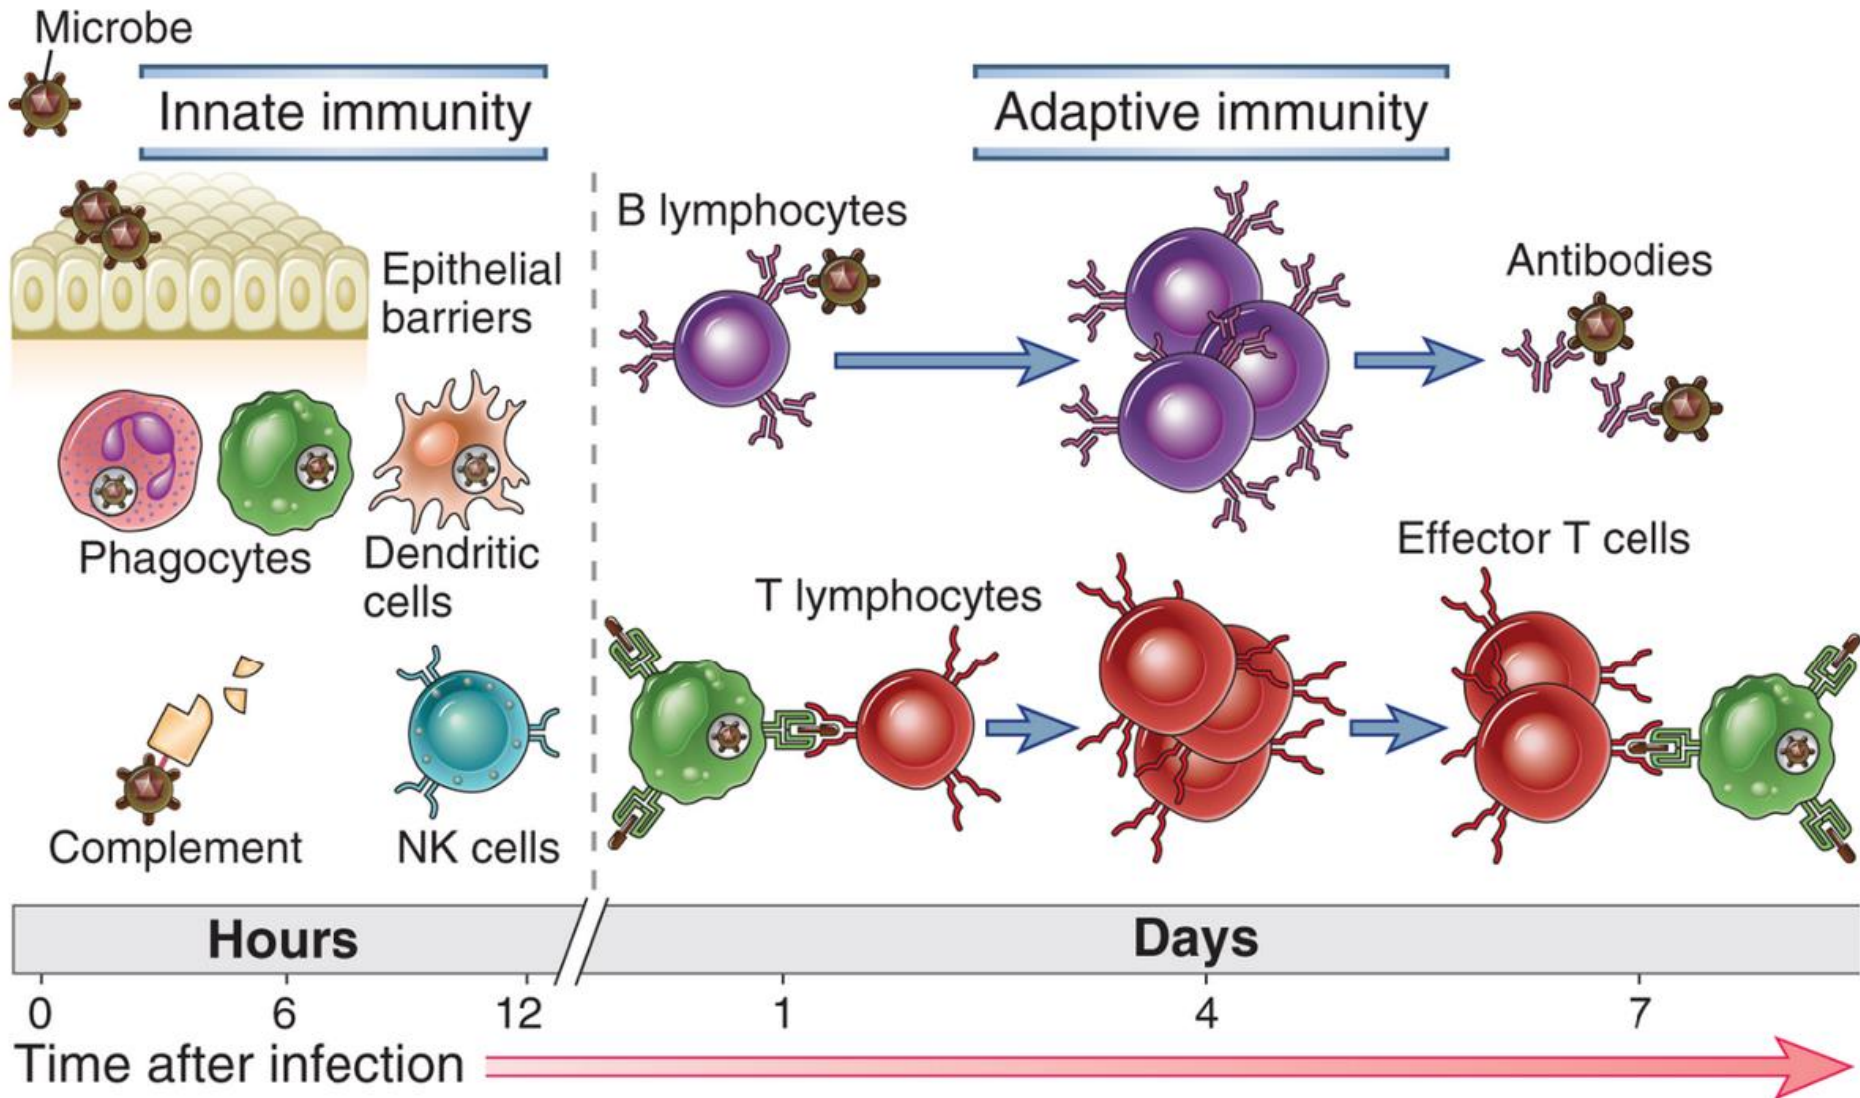 Microbe
Innate immunity
Adaptive immunity
Epithelial
barriers
Phagocytes
Dendritic
cells
Complement
NK cells
B lymphocytes
Antibodies
T lymphocytes
Effector T cells
Hours
Days
0
6
12
1
4
7
Time after infection